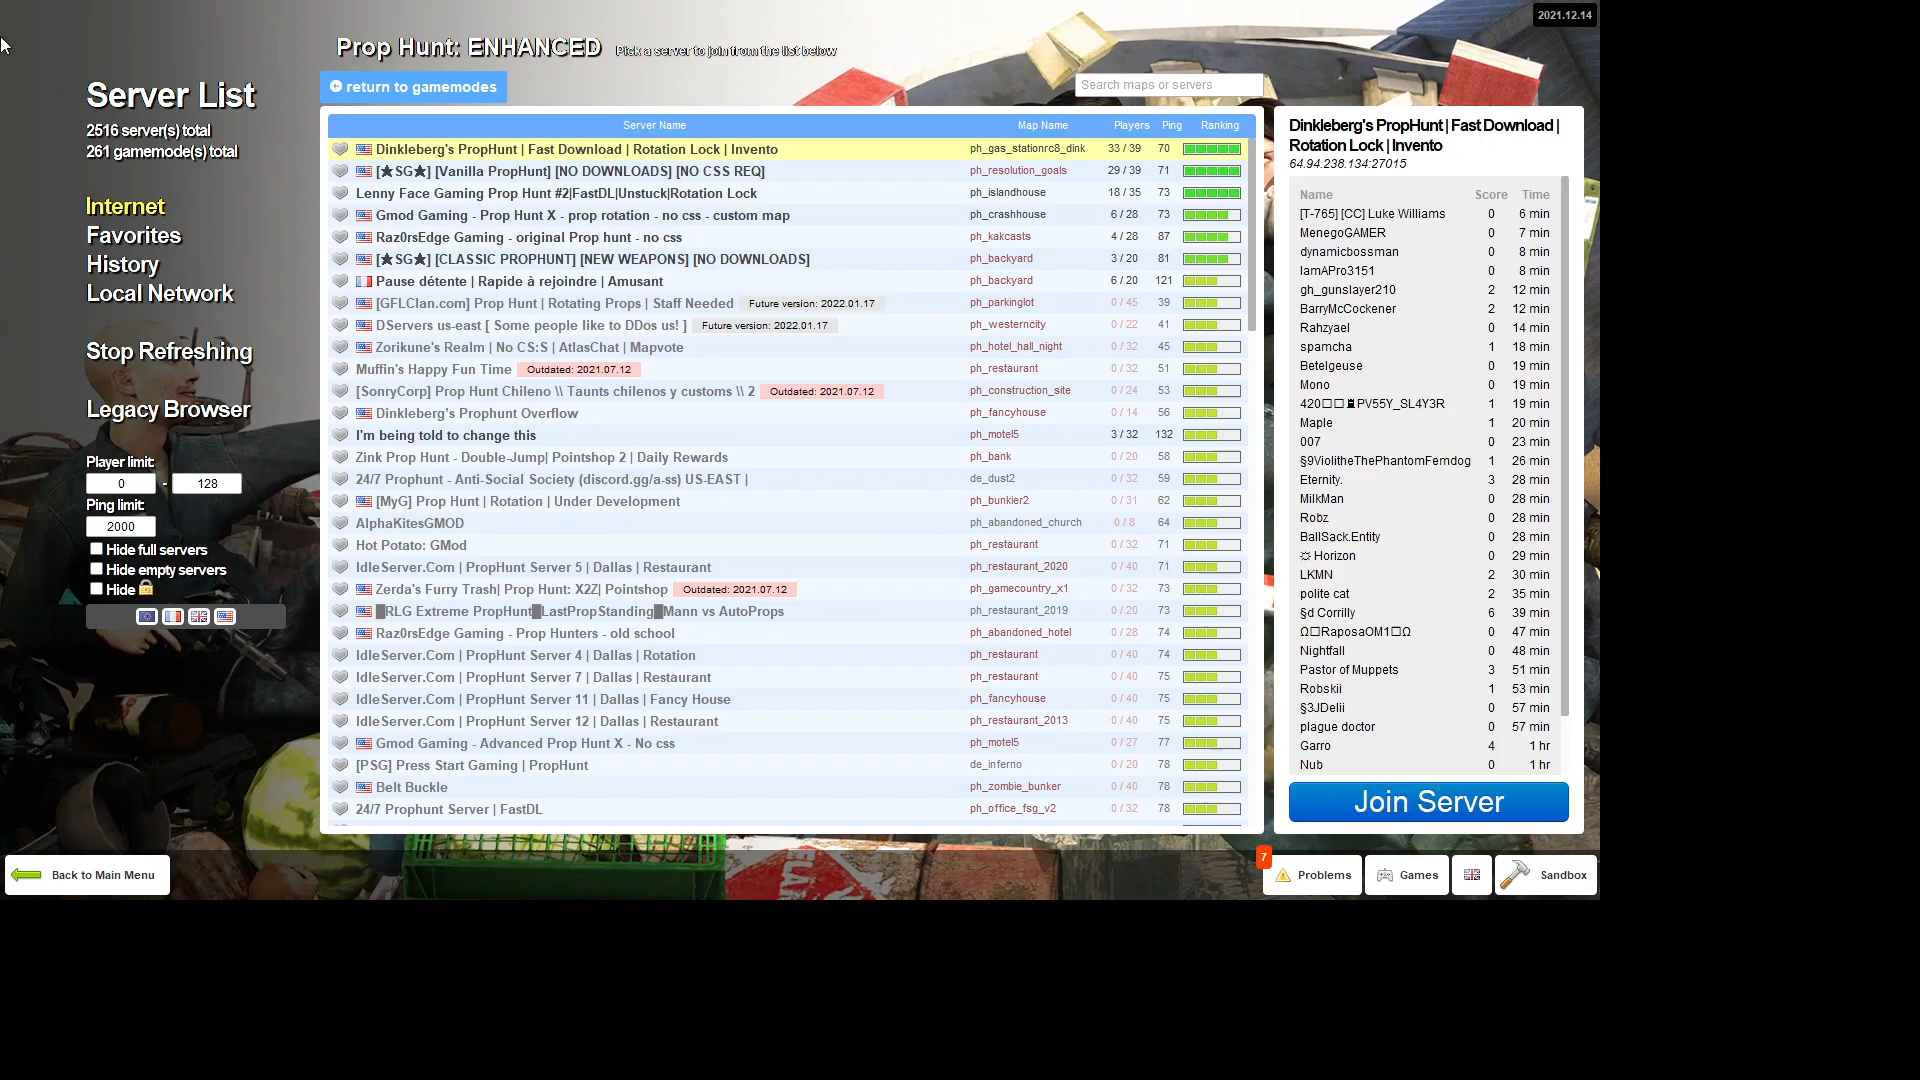 2021.12.14
Prop Hunt: ENHANCED Pick a server to join from the list below
Server List
2516 server(s) total
261 gamemode(s) total
Internet
Favorites
History
Local Network
Stop Refreshing
Legacy Browser
Player limit:
0 - 128
Ping limit:
2000
Hide full servers
Hide empty servers
Hide
return to gamemodes
Search maps or servers
Server Name Map Name Players Ping Ranking
Dinkleberg's PropHunt | Fast Download | Rotation Lock | Invento ph_gas_stationrc8_dink 33 / 39 70
[★SG★] [Vanilla PropHunt] [NO DOWNLOADS] [NO CSS REQ] ph_resolution_goals 29 / 39 71
Lenny Face Gaming Prop Hunt #2|FastDL|Unstuck|Rotation Lock ph_islandhouse 18 / 35 73
Gmod Gaming - Prop Hunt X - prop rotation - no css - custom map ph_crashhouse 6 / 28 73
Raz0rsEdge Gaming - original Prop hunt - no css ph_kakcasts 4 / 28 87
[★SG★] [CLASSIC PROPHUNT] [NEW WEAPONS] [NO DOWNLOADS] ph_backyard 3 / 20 81
Pause détente | Rapide à rejoindre | Amusant ph_backyard 6 / 20 121
[GFLClan.com] Prop Hunt | Rotating Props | Staff Needed Future version: 2022.01.17 ph_parkinglot 0 / 45 39
DServers us-east [ Some people like to DDos us! ] Future version: 2022.01.17 ph_westerncity 0 / 22 41
Zorikune's Realm | No CS:S | AtlasChat | Mapvote ph_hotel_hall_night 0 / 32 45
Muffin's Happy Fun Time Outdated: 2021.07.12 ph_restaurant 0 / 32 51
[SonryCorp] Prop Hunt Chileno \\ Taunts chilenos y customs \\ 2 Outdated: 2021.07.12 ph_construction_site 0 / 24 53
Dinkleberg's Prophunt Overflow ph_fancyhouse 0 / 14 56
I'm being told to change this ph_motel5 3 / 32 132
Zink Prop Hunt - Double-Jump| Pointshop 2 | Daily Rewards ph_bank 0 / 20 58
24/7 Prophunt - Anti-Social Society (discord.gg/a-ss) US-EAST | de_dust2 0 / 32 59
[MyG] Prop Hunt | Rotation | Under Development ph_bunkier2 0 / 31 62
AlphaKitesGMOD ph_abandoned_church 0 / 8 64
Hot Potato: GMod ph_restaurant 0 / 32 71
IdleServer.Com | PropHunt Server 5 | Dallas | Restaurant ph_restaurant_2020 0 / 40 71
Zerda's Furry Trash| Prop Hunt: X2Z| Pointshop Outdated: 2021.07.12 ph_gamecountry_x1 0 / 32 73
█RLG Extreme PropHunt█LastPropStanding█Mann vs AutoProps ph_restaurant_2019 0 / 20 73
Raz0rsEdge Gaming - Prop Hunters - old school ph_abandoned_hotel 0 / 28 74
IdleServer.Com | PropHunt Server 4 | Dallas | Rotation ph_restaurant 0 / 40 74
IdleServer.Com | PropHunt Server 7 | Dallas | Restaurant ph_restaurant 0 / 40 75
IdleServer.Com | PropHunt Server 11 | Dallas | Fancy House ph_fancyhouse 0 / 40 75
IdleServer.Com | PropHunt Server 12 | Dallas | Restaurant ph_restaurant_2013 0 / 40 75
Gmod Gaming - Advanced Prop Hunt X - No css ph_motel5 0 / 27 77
[PSG] Press Start Gaming | PropHunt de_inferno 0 / 20 78
Belt Buckle ph_zombie_bunker 0 / 40 78
24/7 Prophunt Server | FastDL ph_office_fsg_v2 0 / 32 78
Dinkleberg's PropHunt | Fast Download |
Rotation Lock | Invento
64.94.238.134:27015
Name Score Time
[T-765] [CC] Luke Williams 0 6 min
MenegoGAMER 0 7 min
dynamicbossman 0 8 min
IamAPro3151 0 8 min
gh_gunslayer210 2 12 min
BarryMcCockener 2 12 min
Rahzyael 0 14 min
spamcha 1 18 min
Betelgeuse 0 19 min
Mono 0 19 min
420□□♜PV55Y_SL4Y3R 1 19 min
Maple 1 20 min
007 0 23 min
§9ViolitheThePhantomFemdog 1 26 min
Eternity. 3 28 min
MilkMan 0 28 min
Robz 0 28 min
BallSack.Entity 0 28 min
☼ Horizon 0 29 min
LKMN 2 30 min
polite cat 2 35 min
§d Corrilly 6 39 min
Ω□RaposaOM1□Ω 0 47 min
Nightfall 0 48 min
Pastor of Muppets 3 51 min
Robskii 1 53 min
§3JDelii 0 57 min
plague doctor 0 57 min
Garro 4 1 hr
Nub 0 1 hr
Join Server
Back to Main Menu
7
Problems
Games
Sandbox